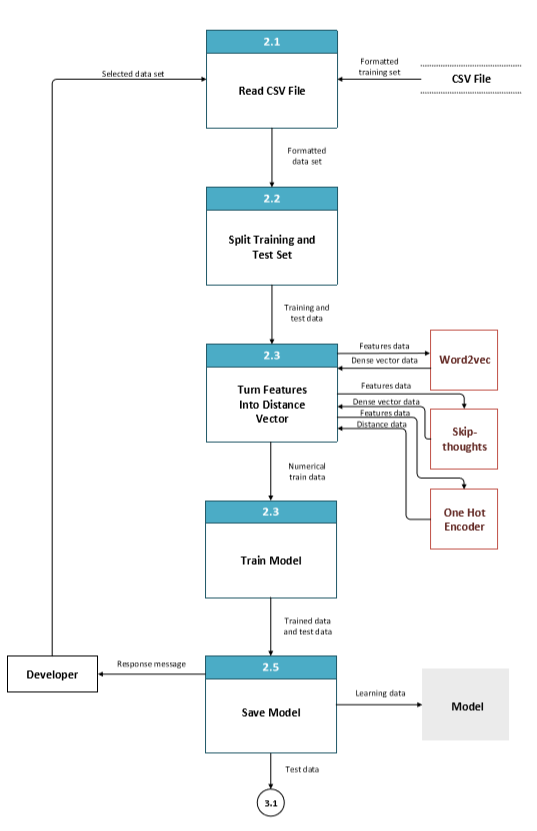 2.1
Read CSV File
Selected data set
Formatted
training set
CSV File
Formatted
data set
2.2
Split Training and
Test Set
Training and
test data
2.3
Turn Features
Into Distance
Vector
Features data
Dense vector data
Word2vec
Features data
Dense vector data
Features data
Distance data
Skip-
thoughts
One Hot
Encoder
Numerical
train data
2.3
Train Model
Trained data
and test data
2.5
Save Model
Response message
Developer
Learning data
Model
Test data
3.1